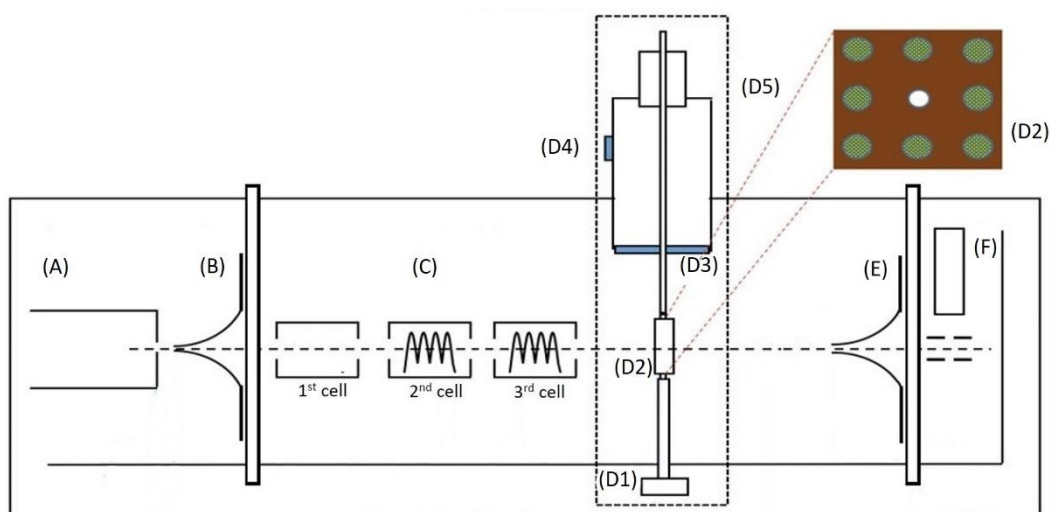 (D5)
(D2)
(D4)
(A)
(B)
(C)
(D3)
(E)
(F)
(D2)
1st cell
2nd cell
3rd cell
(D1)